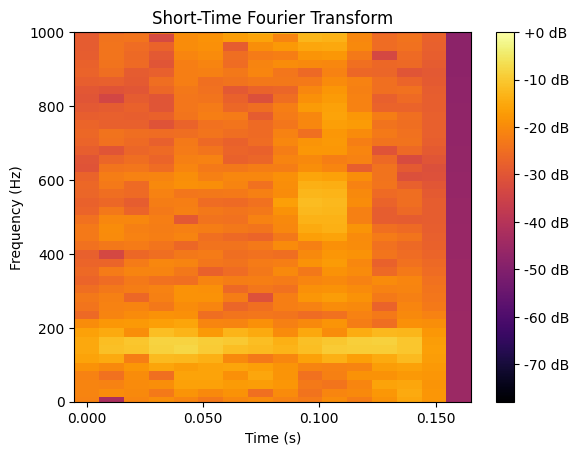 Short-Time Fourier Transform
1000
800
600
400
200
0
Frequency (Hz)
0.000
0.050
0.100
0.150
Time (s)
+0 dB
-10 dB
-20 dB
-30 dB
-40 dB
-50 dB
-60 dB
-70 dB